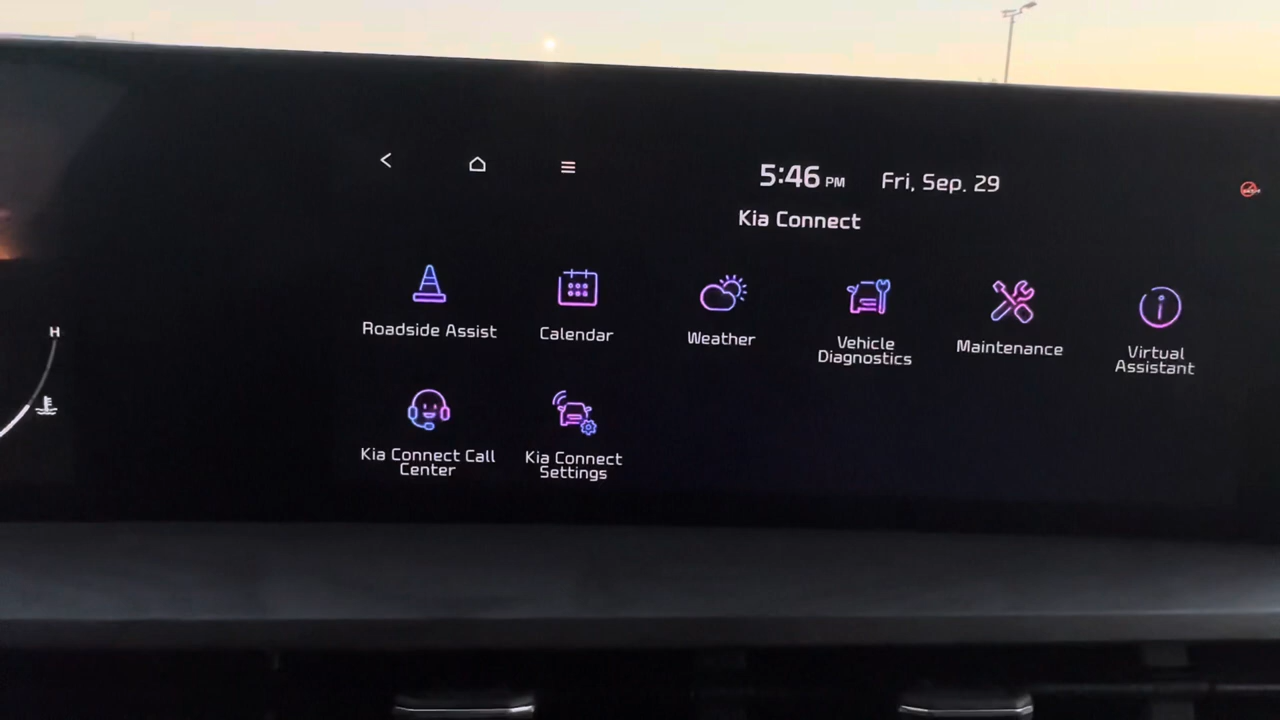 5:46 PM Fri, Sep. 29
Kia Connect
Roadside Assist
Calendar
Weather
Vehicle
Diagnostics
Maintenance
Virtual
Assistant
Kia Connect Call
Center
Kia Connect
Settings
H